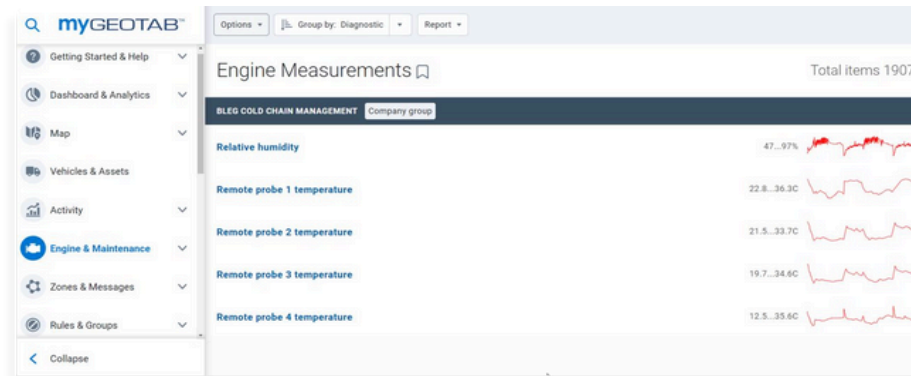 myGEOTAB™
Options Group by: Diagnostic Report
Getting Started & Help
Dashboard & Analytics
Map
Vehicles & Assets
Activity
Engine & Maintenance
Zones & Messages
Rules & Groups
Collapse
Engine Measurements Total items 1907
BLEG COLD CHAIN MANAGEMENT Company group
Relative humidity 47...97%
Remote probe 1 temperature 22.8...36.3C
Remote probe 2 temperature 21.5...33.7C
Remote probe 3 temperature 19.7...34.6C
Remote probe 4 temperature 12.5...35.6C